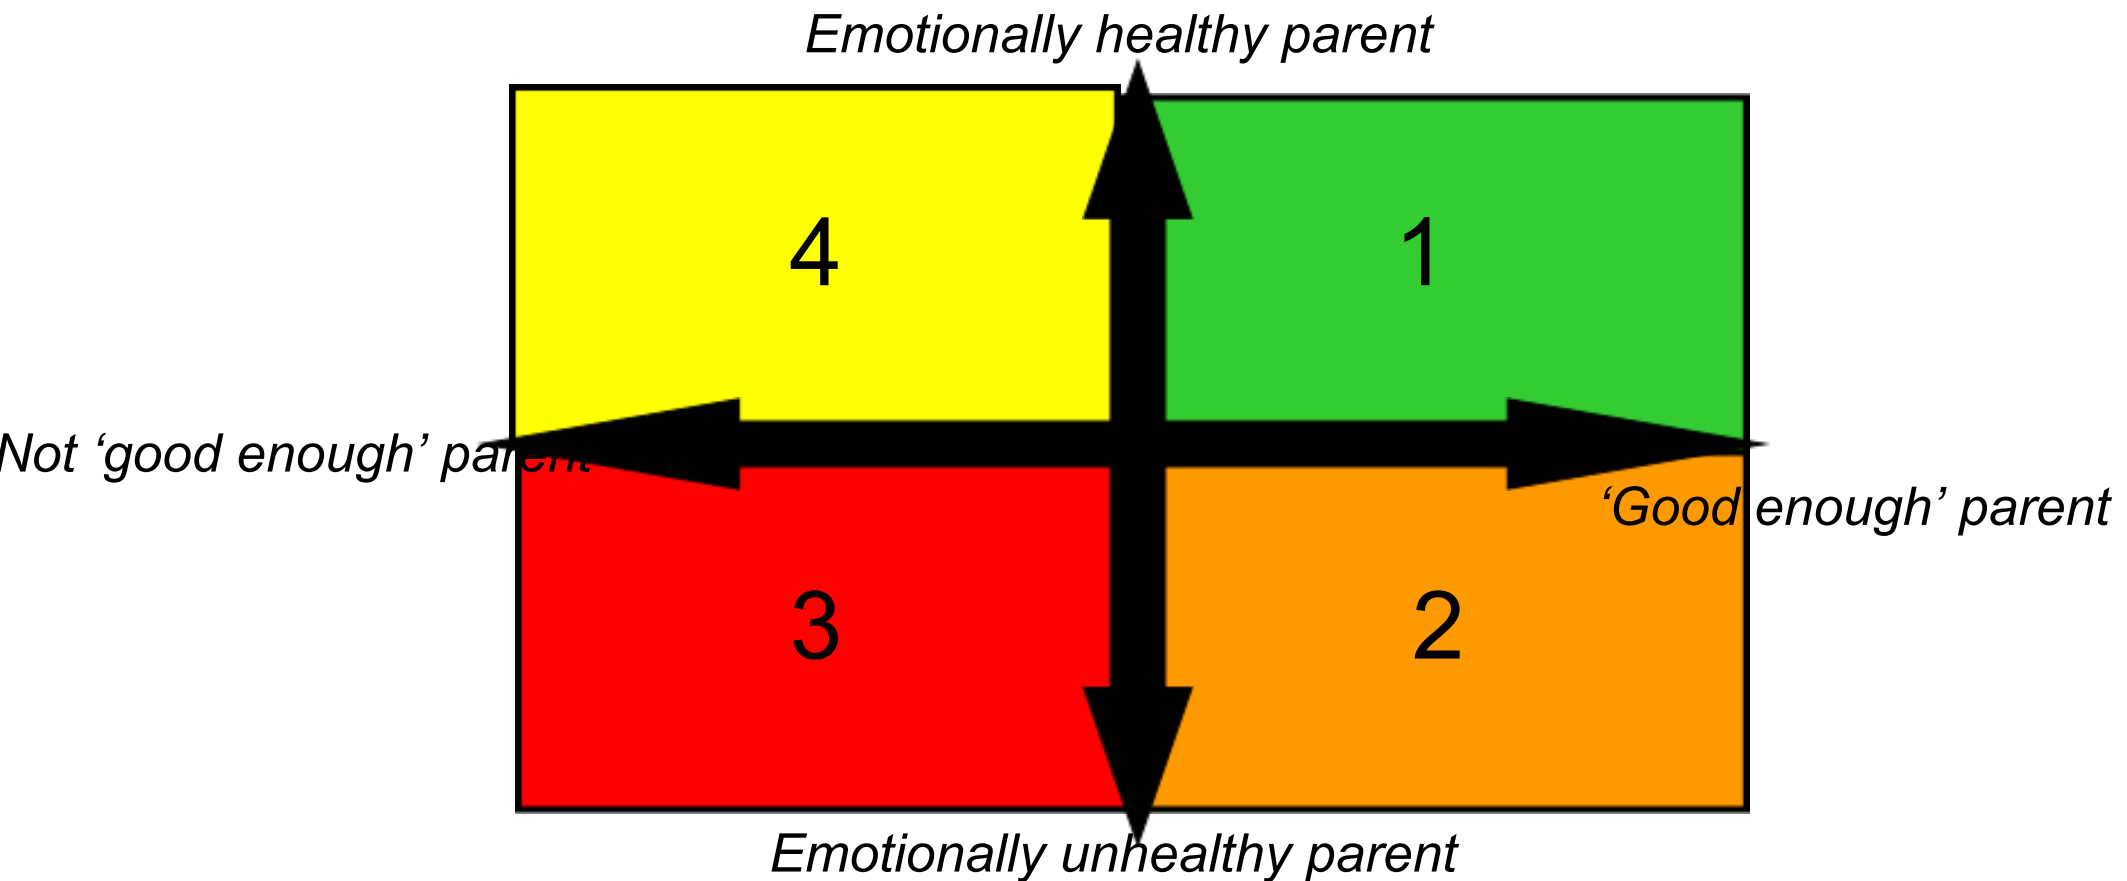 Emotionally healthy parent
4
1
Not ‘good enough’ parent
‘Good enough’ parent
3
2
Emotionally unhealthy parent